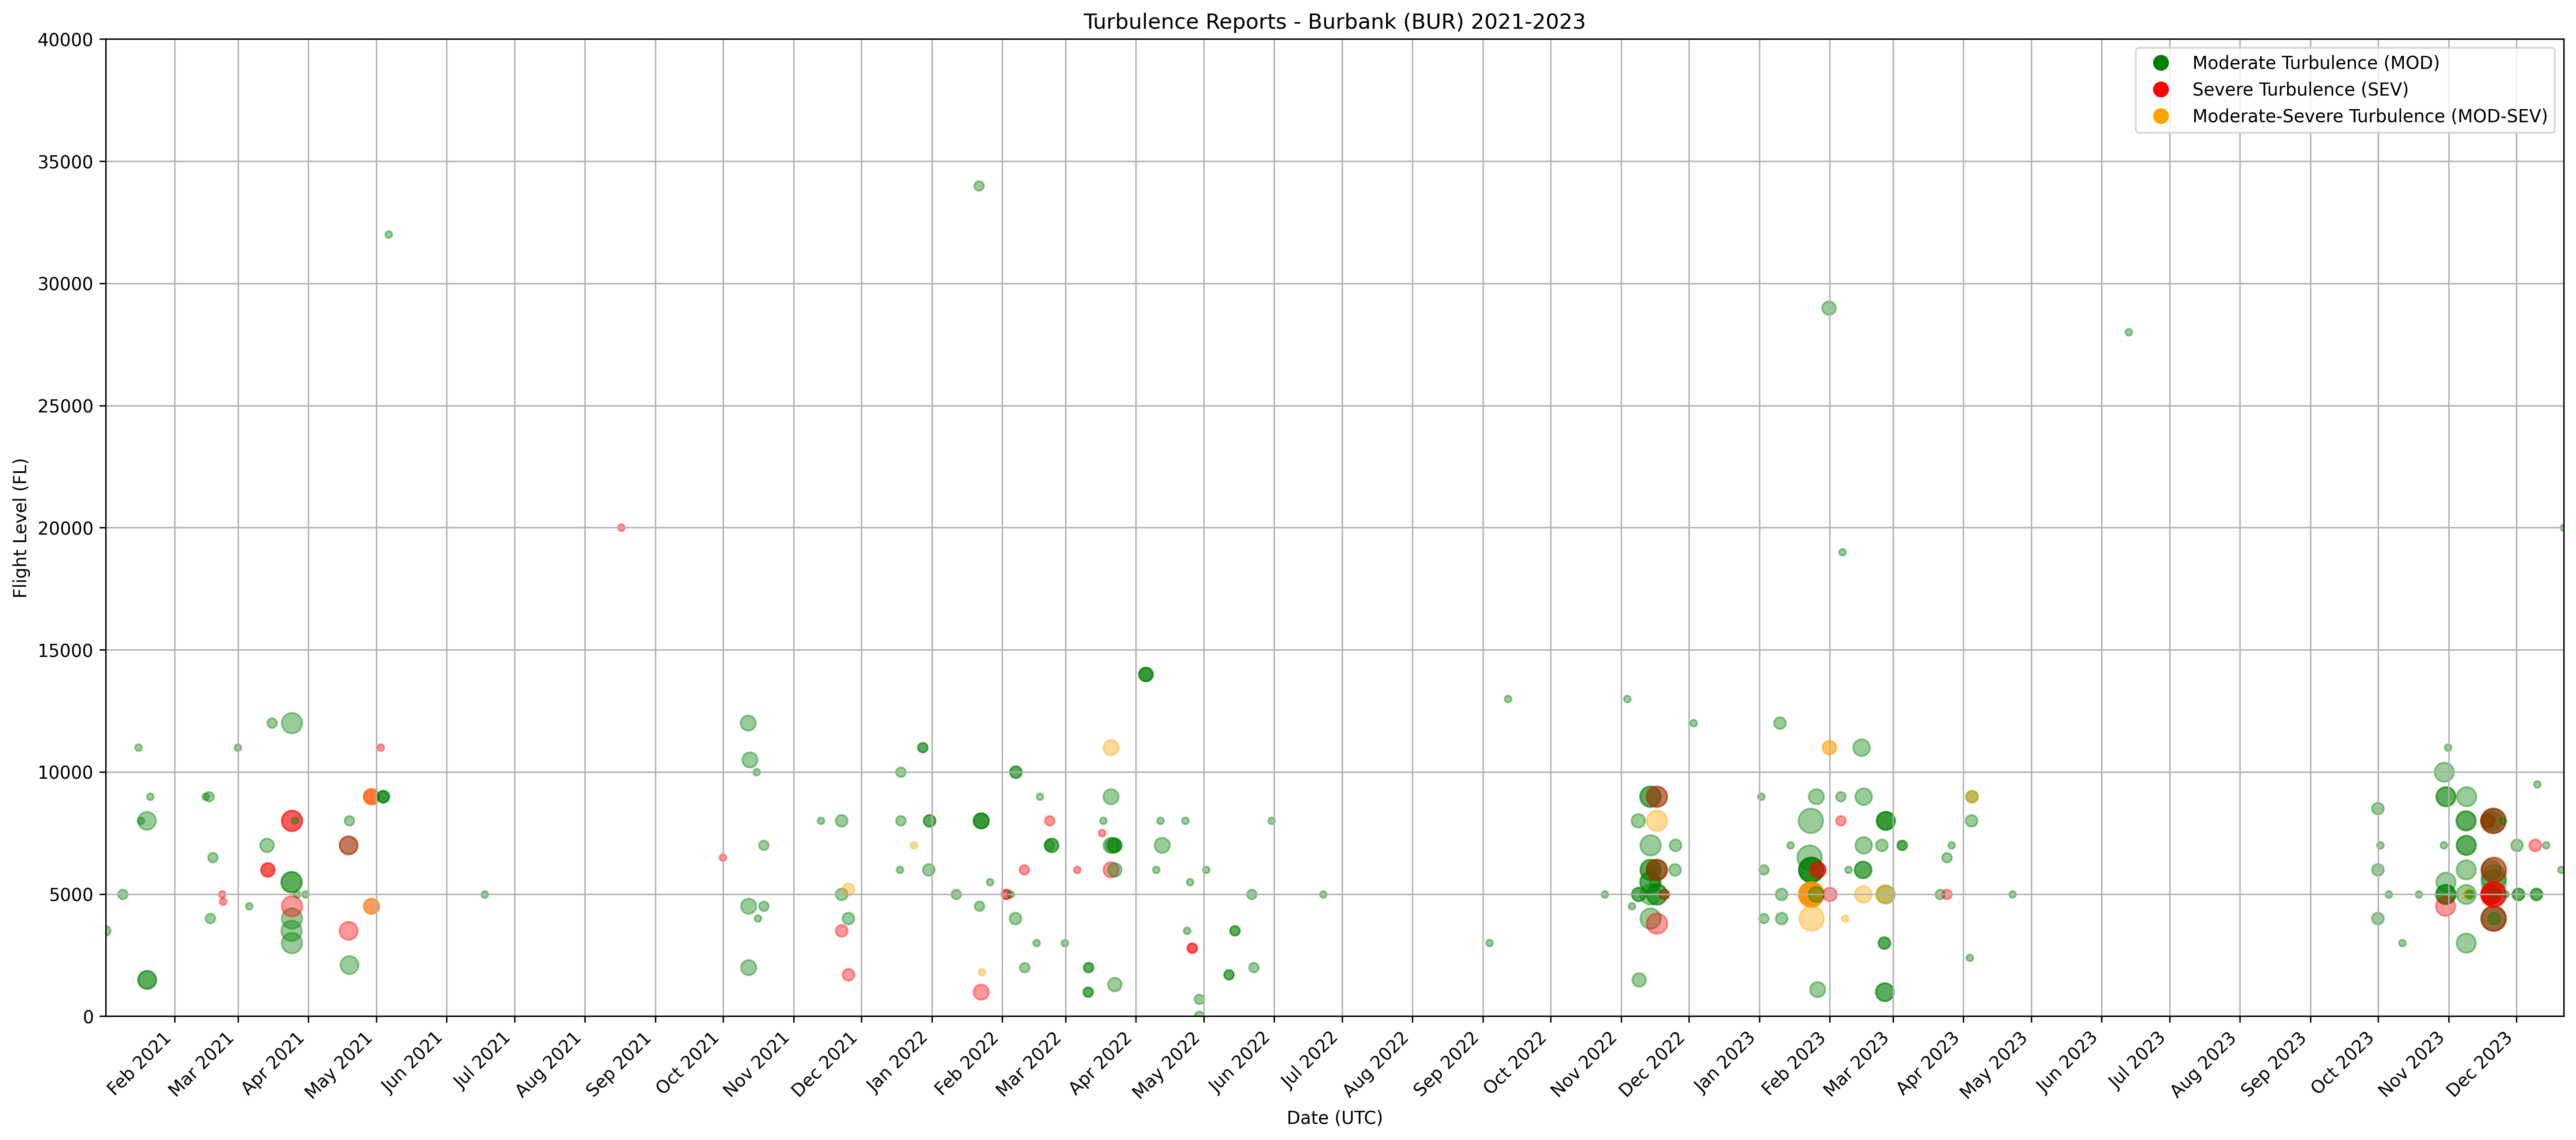 Turbulence Reports - Burbank (BUR) 2021-2023
Moderate Turbulence (MOD)
Severe Turbulence (SEV)
Moderate-Severe Turbulence (MOD-SEV)
Flight Level (FL)
40000
35000
30000
25000
20000
15000
10000
5000
0
Feb 2021
Mar 2021
Apr 2021
May 2021
Jun 2021
Jul 2021
Aug 2021
Sep 2021
Oct 2021
Nov 2021
Dec 2021
Jan 2022
Feb 2022
Mar 2022
Apr 2022
May 2022
Jun 2022
Jul 2022
Aug 2022
Sep 2022
Oct 2022
Nov 2022
Dec 2022
Jan 2023
Feb 2023
Mar 2023
Apr 2023
May 2023
Jun 2023
Jul 2023
Aug 2023
Sep 2023
Oct 2023
Nov 2023
Dec 2023
Date (UTC)